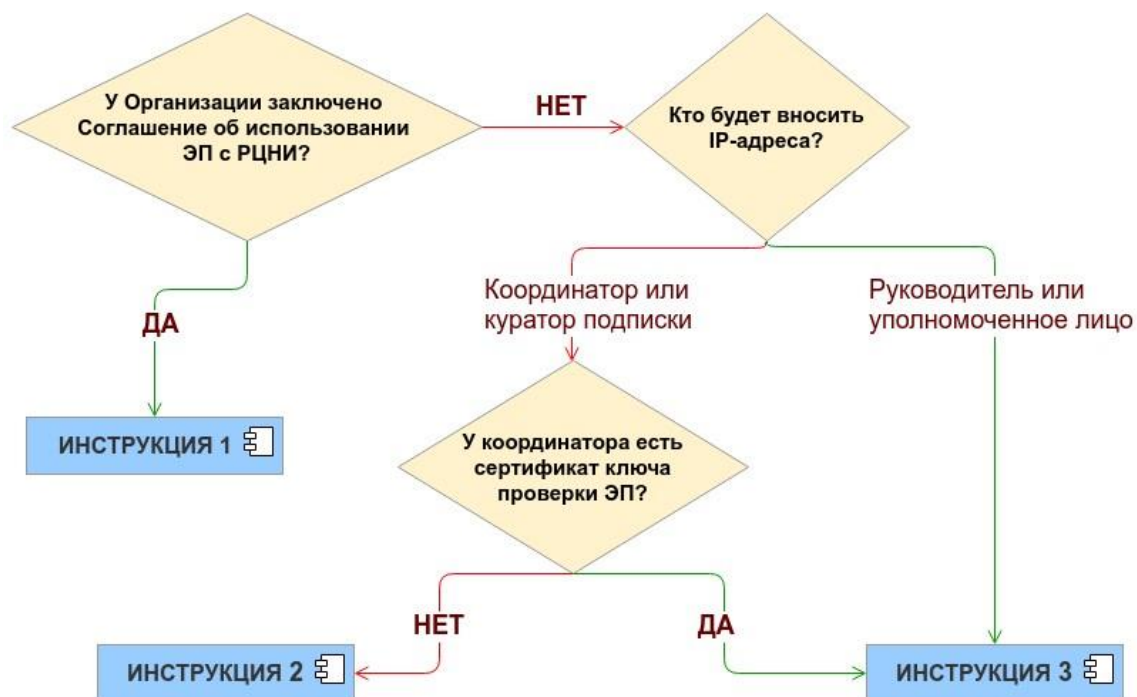 У Организации заключено
Соглашение об использовании
ЭП с РЦНИ?
НЕТ
Кто будет вносить
IP-адреса?
ДА
Координатор или
куратор подписки
Руководитель или
уполномоченное лицо
ИНСТРУКЦИЯ 1
У координатора есть
сертификат ключа
проверки ЭП?
НЕТ
ДА
ИНСТРУКЦИЯ 2
ИНСТРУКЦИЯ 3